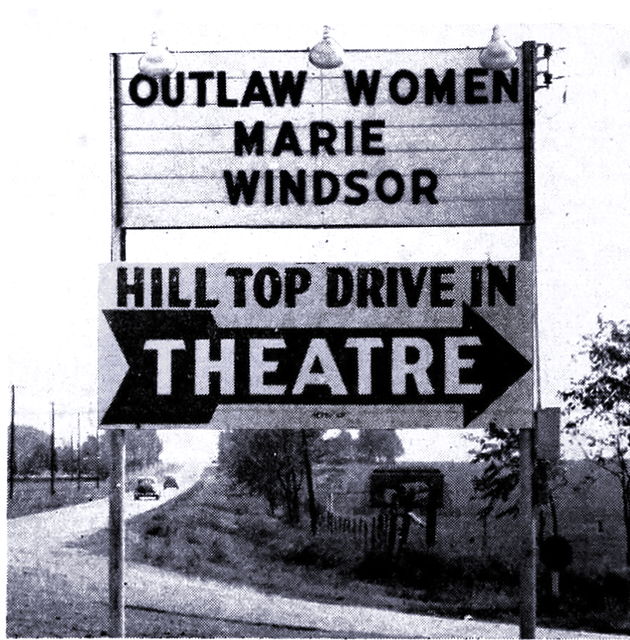 OUTLAW WOMEN
MARIE
WINDSOR
HILL TOP DRIVE IN
THEATRE